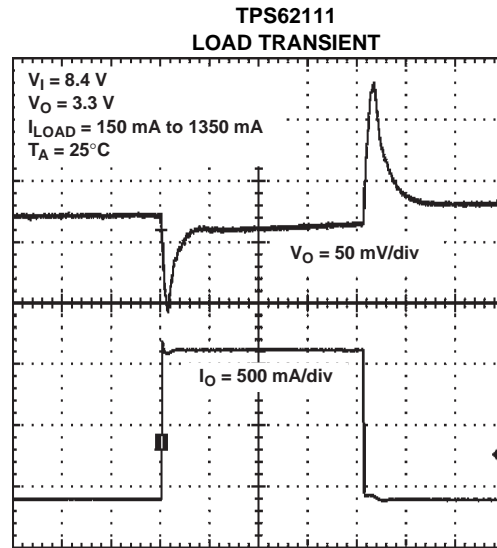 TPS62111
LOAD TRANSIENT
V_I = 8.4 V
V_O = 3.3 V
I_LOAD = 150 mA to 1350 mA
T_A = 25°C
V_O = 50 mV/div
I_O = 500 mA/div